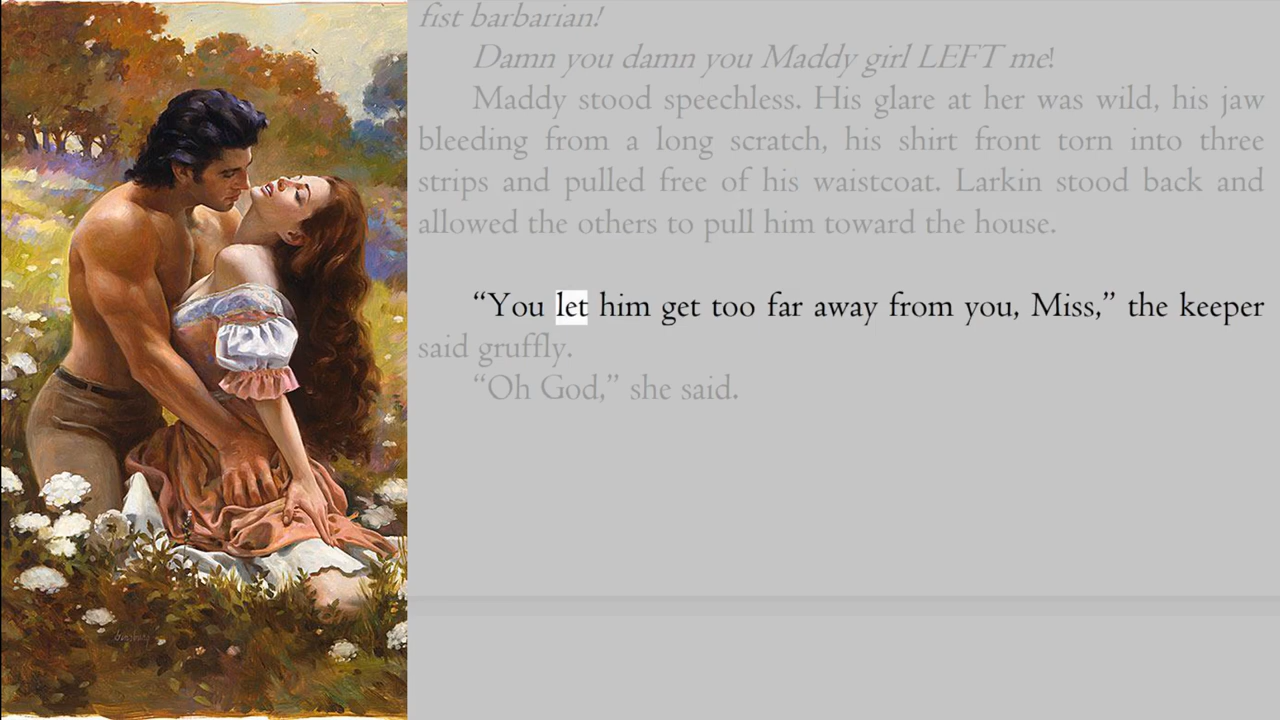 fist barbarian!
Damn you damn you Maddy girl LEFT me!
Maddy stood speechless. His glare at her was wild, his jaw
bleeding from a long scratch, his shirt front torn into three
strips and pulled free of his waistcoat. Larkin stood back and
allowed the others to pull him toward the house.
“You let him get too far away from you, Miss,” the keeper
said gruffly.
“Oh God,” she said.